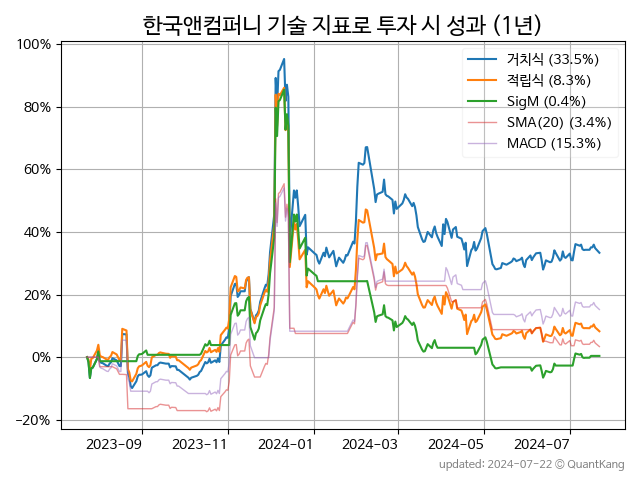 한국앤컴퍼니 기술 지표로 투자 시 성과 (1년)
100%
80%
60%
40%
20%
0%
−20%
거치식 (33.5%)
적립식 (8.3%)
SigM (0.4%)
SMA(20) (3.4%)
MACD (15.3%)
2023-09
2023-11
2024-01
2024-03
2024-05
2024-07
updated: 2024-07-22 © QuantKang